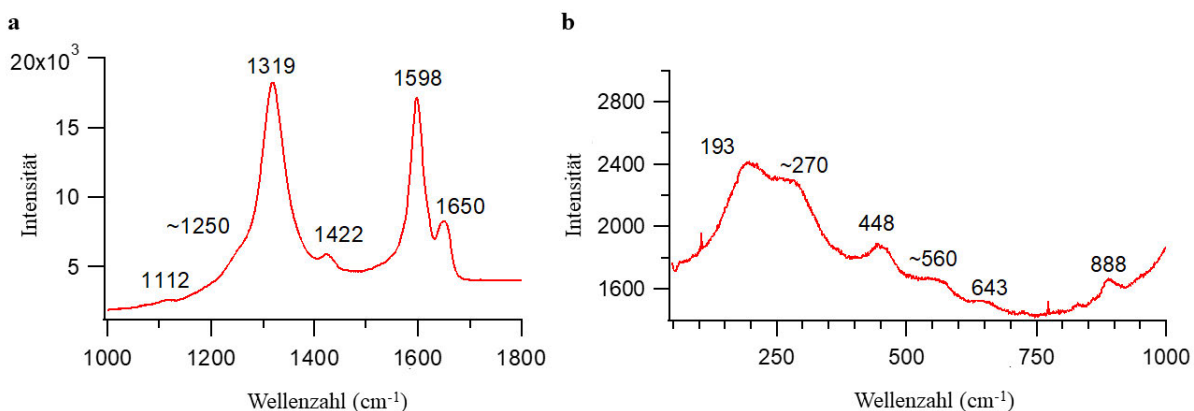 a
20x10³
15
10
5
Intensität
1319
1598
~1250
1650
1422
1112
1000 1200 1400 1600 1800
Wellenzahl (cm⁻¹)
b
2800
2400
2000
1600
Intensität
193
~270
448
~560
643
888
250 500 750 1000
Wellenzahl (cm⁻¹)